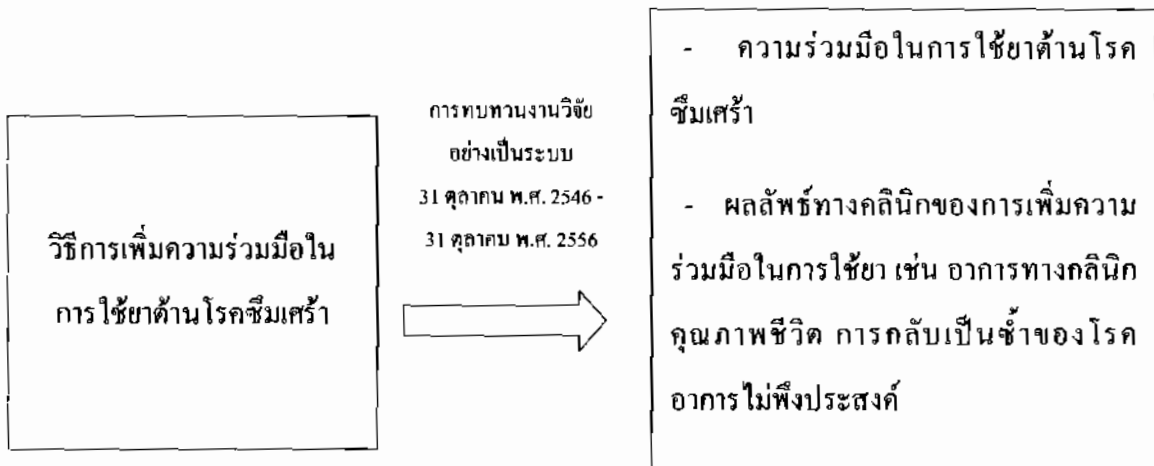 วิธีการเพิ่มความร่วมมือใน
การใช้ยาต้านโรคซึมเศร้า
การทบทวนงานวิจัย
อย่างเป็นระบบ
31 ตุลาคม พ.ศ. 2546 -
31 ตุลาคม พ.ศ. 2556
- ความร่วมมือในการใช้ยาต้านโรค
ซึมเศร้า
- ผลลัพธ์ทางคลินิกของการเพิ่มความ
ร่วมมือในการใช้ยา เช่น อาการทางคลินิก
คุณภาพชีวิต การกลับเป็นซ้ำของโรค
อาการไม่พึงประสงค์